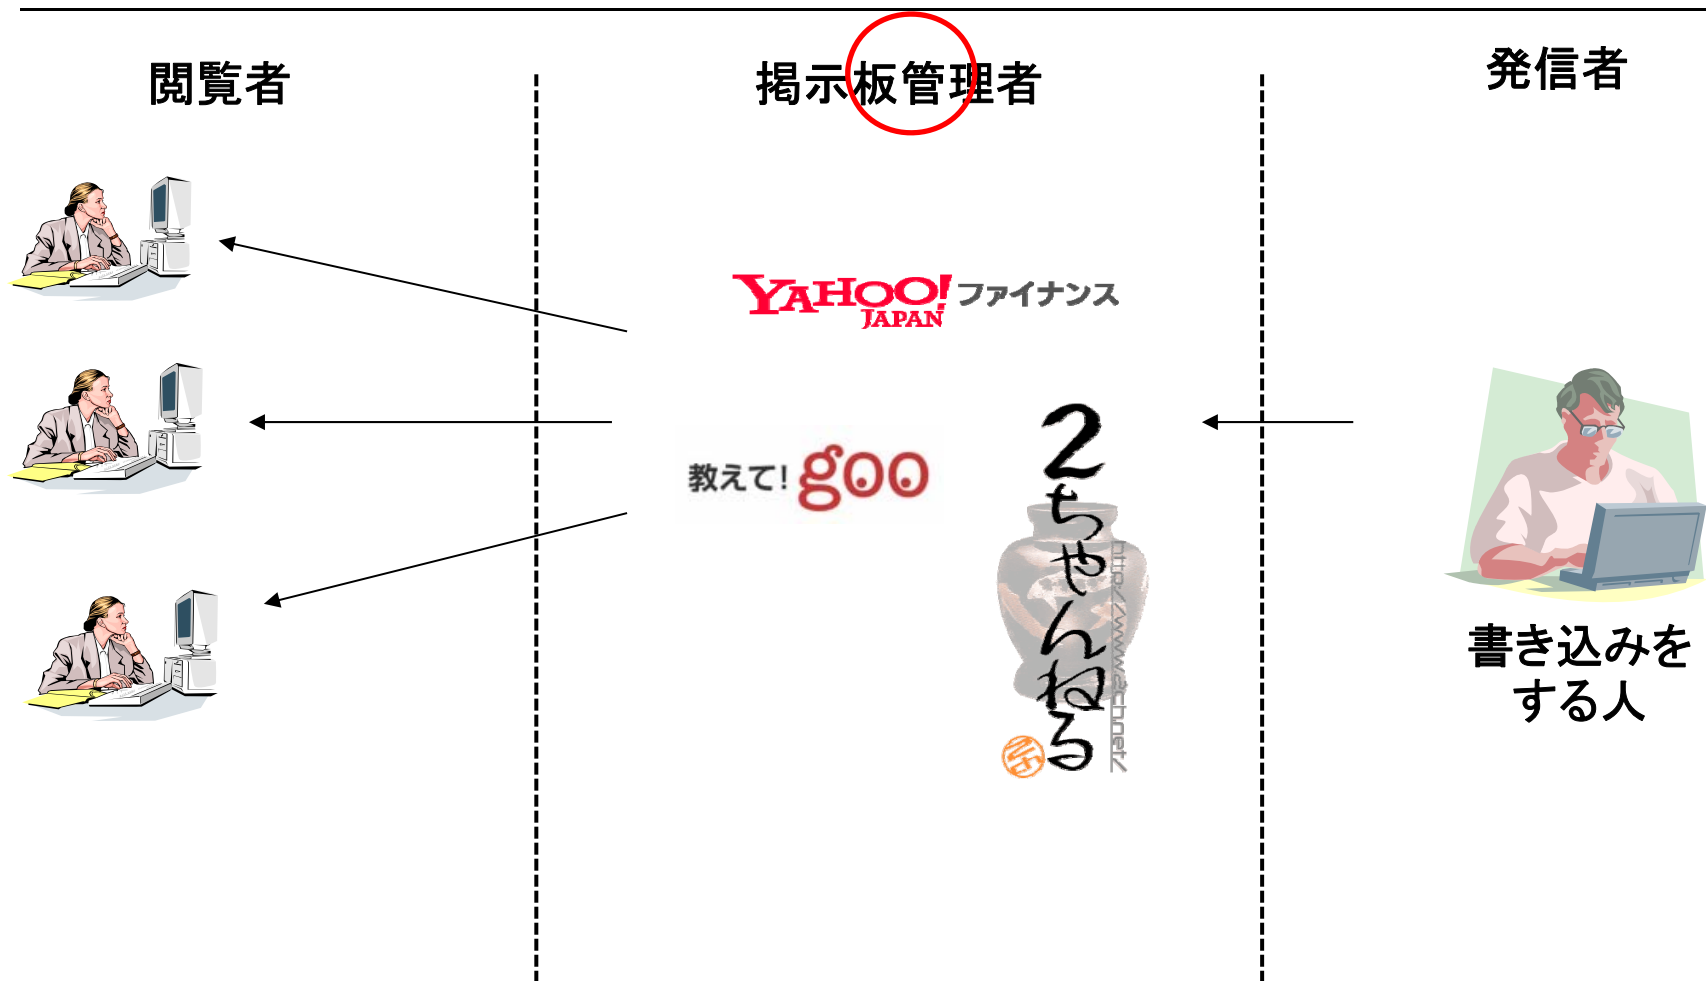 閲覧者
掲示板管理者
発信者
YAHOO! ファイナンス
JAPAN
教えて! goo
2ちゃんねる
書き込みを
する人